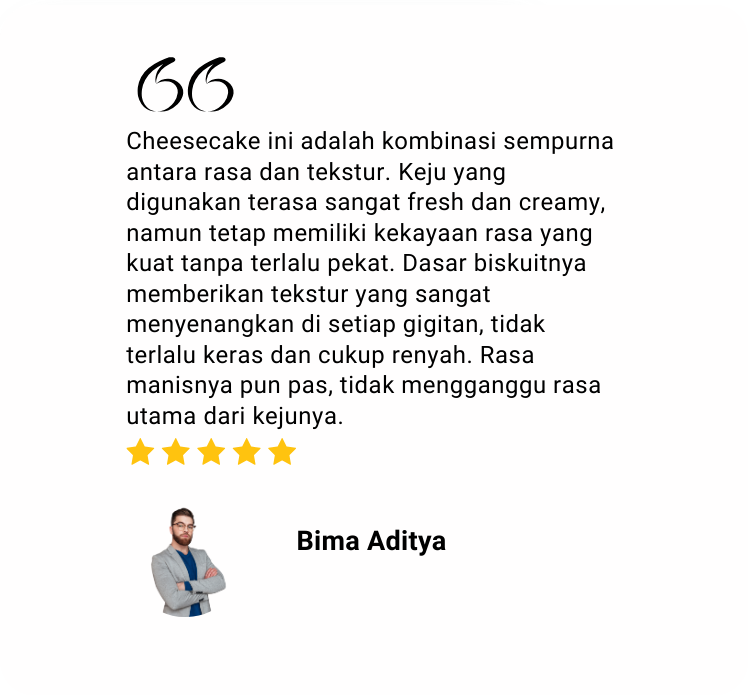 Cheesecake ini adalah kombinasi sempurna
antara rasa dan tekstur. Keju yang
digunakan terasa sangat fresh dan creamy,
namun tetap memiliki kekayaan rasa yang
kuat tanpa terlalu pekat. Dasar biskuitnya
memberikan tekstur yang sangat
menyenangkan di setiap gigitan, tidak
terlalu keras dan cukup renyah. Rasa
manisnya pun pas, tidak mengganggu rasa
utama dari kejunya.
Bima Aditya